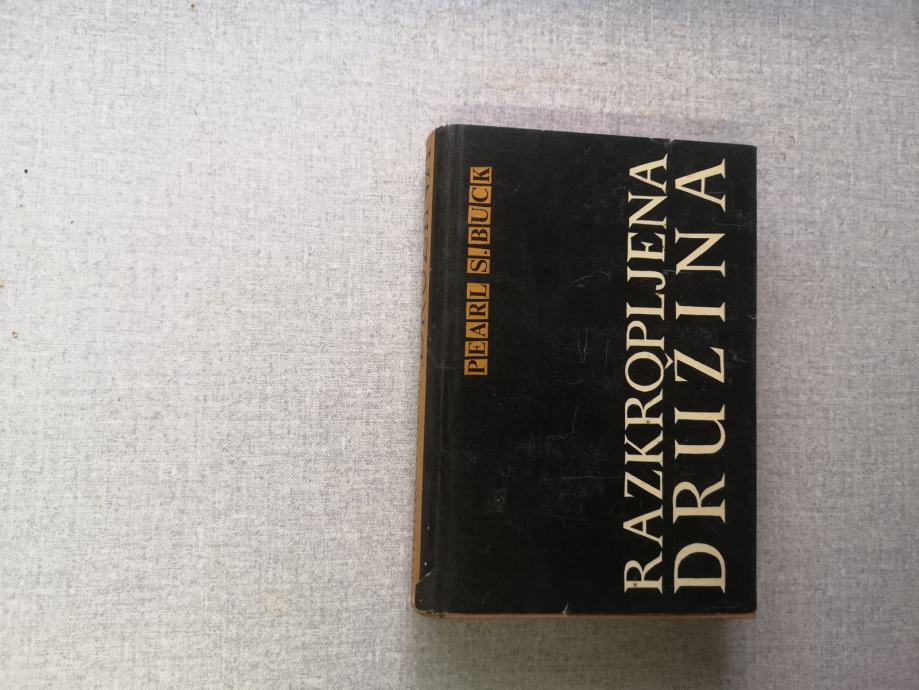 PEARL S. BUCK
RAZKROPLJENA
DRUŽINA